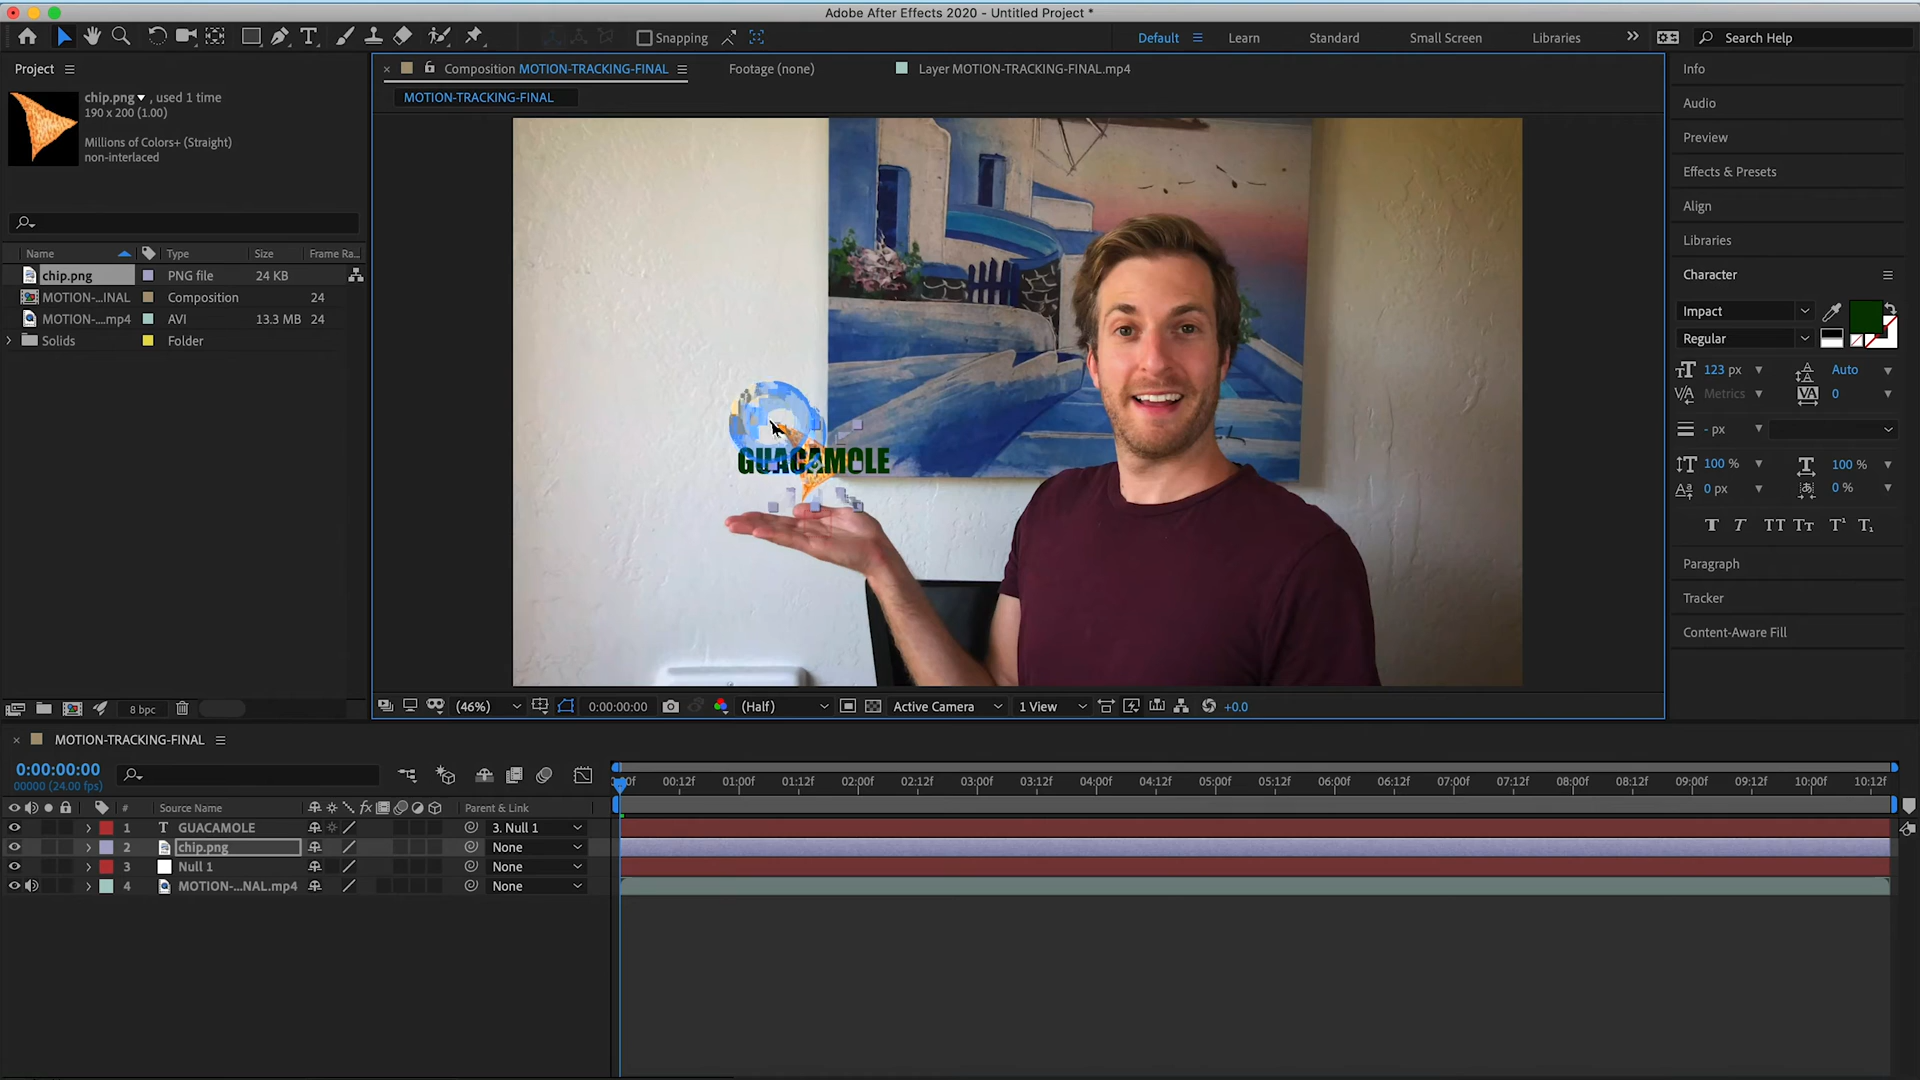 Adobe After Effects 2020 - Untitled Project *
Snapping
Default
Learn
Standard
Small Screen
Libraries
Search Help
Project
chip.png , used 1 time
190 x 200 (1.00)
Millions of Colors+ (Straight)
non-interlaced
Name Type Size Frame Ra...
chip.png PNG file 24 KB
MOTION-...INAL Composition 24
MOTION-....mp4 AVI 13.3 MB 24
Solids Folder
8 bpc
Composition MOTION-TRACKING-FINAL
Footage (none)
Layer MOTION-TRACKING-FINAL.mp4
MOTION-TRACKING-FINAL
GUACAMOLE
(46%) 0:00:00:00 (Half) Active Camera 1 View +0.0
Info
Audio
Preview
Effects & Presets
Align
Libraries
Character
Impact
Regular
123 px Auto
Metrics 0
- px
100 % 100 %
0 px 0 %
T T TT Tt T¹ T₁
Paragraph
Tracker
Content-Aware Fill
MOTION-TRACKING-FINAL
0:00:00:00
00000 (24.00 fps)
# Source Name fx Parent & Link
1 T GUACAMOLE 3. Null 1
2 chip.png None
3 Null 1 None
4 MOTION-...NAL.mp4 None
00:12f 01:00f 01:12f 02:00f 02:12f 03:00f 03:12f 04:00f 04:12f 05:00f 05:12f 06:00f 06:12f 07:00f 07:12f 08:00f 08:12f 09:00f 09:12f 10:00f 10:12f